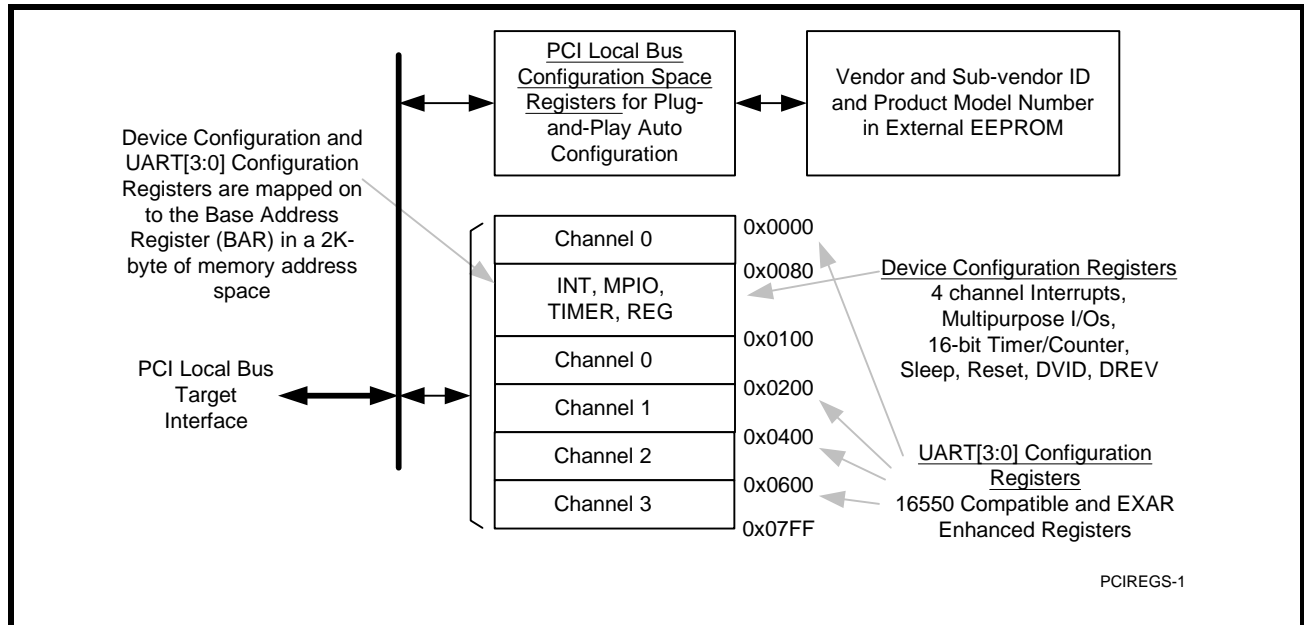 PCI Local Bus
Configuration Space
Registers for Plug-
and-Play Auto
Configuration
Vendor and Sub-vendor ID
and Product Model Number
in External EEPROM
Device Configuration and
UART[3:0] Configuration
Registers are mapped on
to the Base Address
Register (BAR) in a 2K-
byte of memory address
space
PCI Local Bus
Target
Interface
Channel 0
INT, MPIO,
TIMER, REG
Channel 0
Channel 1
Channel 2
Channel 3
0x0000
0x0080
0x0100
0x0200
0x0400
0x0600
0x07FF
Device Configuration Registers
4 channel Interrupts,
Multipurpose I/Os,
16-bit Timer/Counter,
Sleep, Reset, DVID, DREV
UART[3:0] Configuration
Registers
16550 Compatible and EXAR
Enhanced Registers
PCIREGS-1